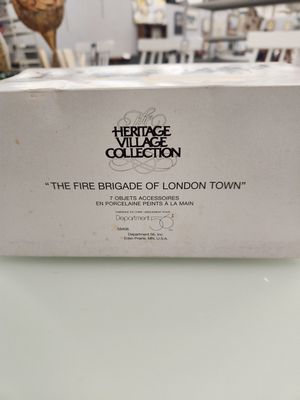 The
HERITAGE
VILLAGE
COLLECTION
"THE FIRE BRIGADE OF LONDON TOWN"
7 OBJETS ACCESSOIRES
EN PORCELAINE PEINTS À LA MAIN
Department 56
Department 56, Inc.
Eden Prairie, MN, U.S.A.